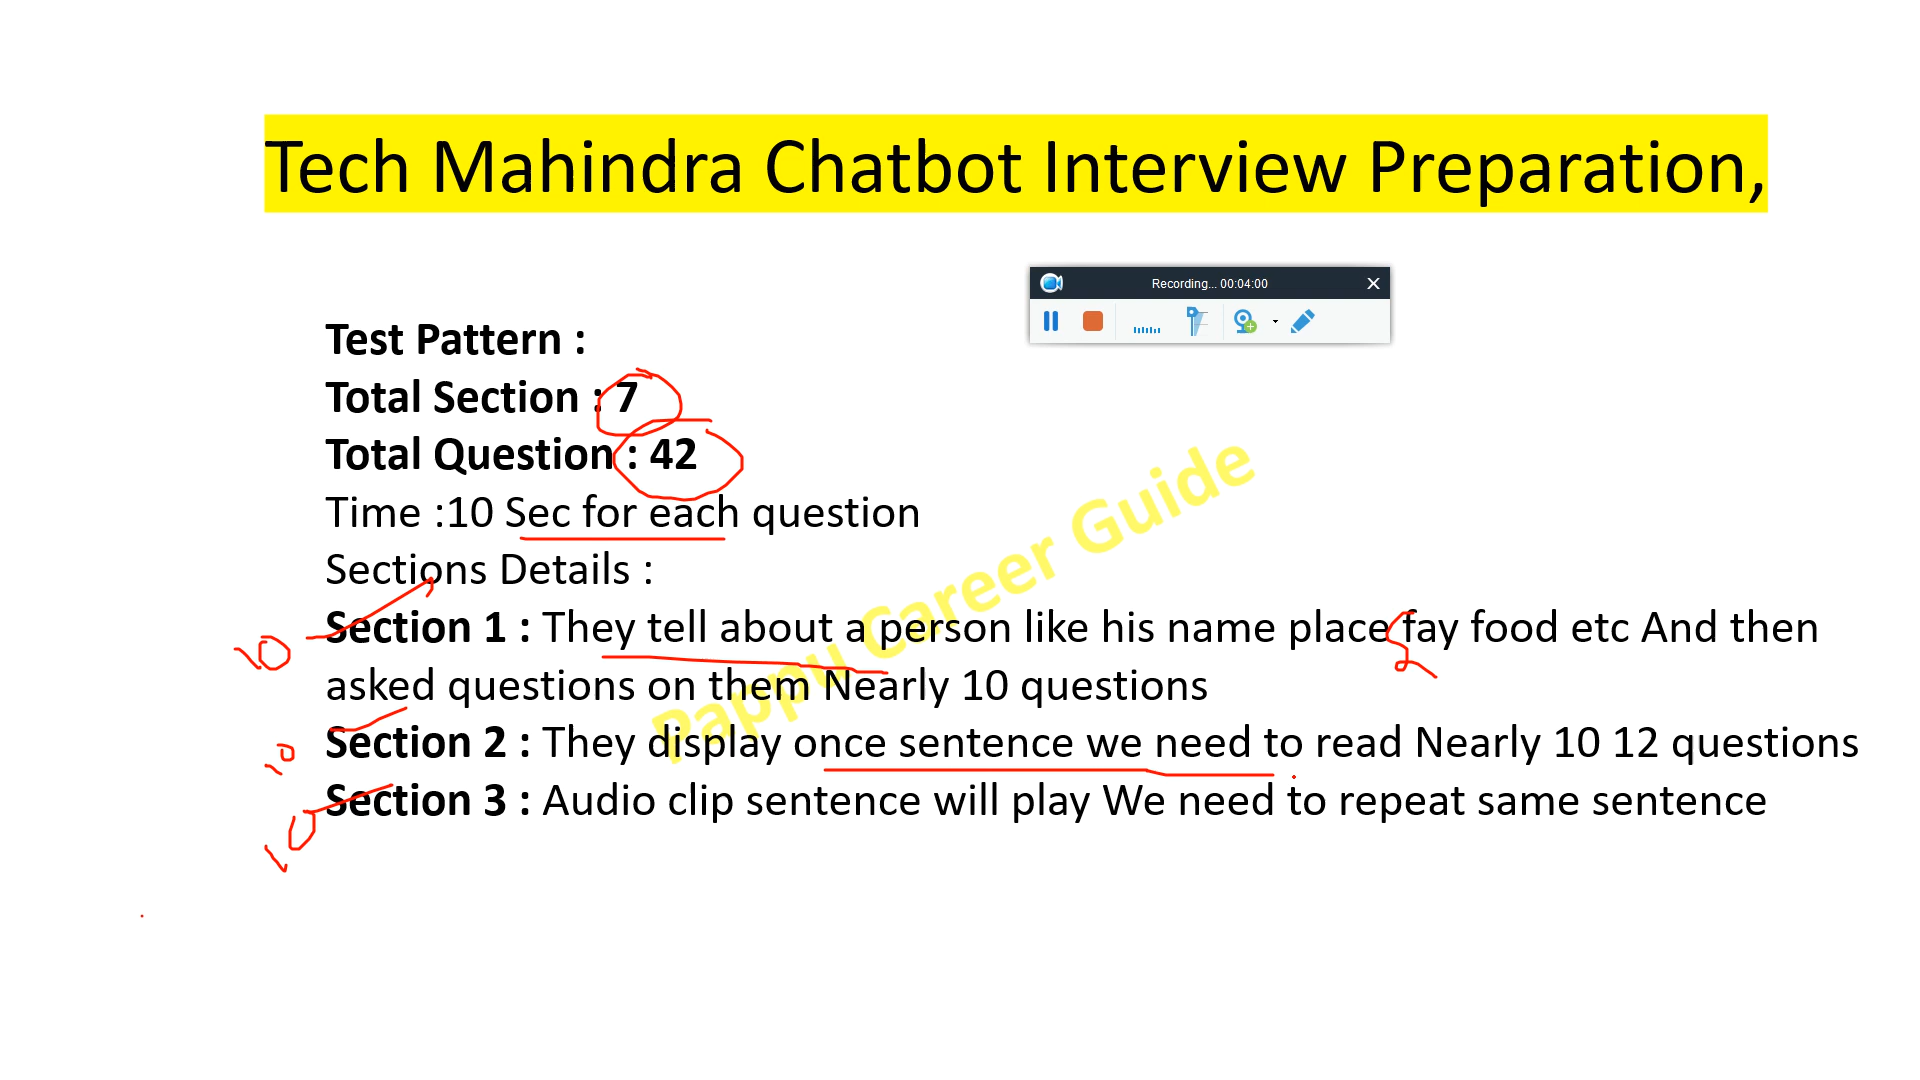 Tech Mahindra Chatbot Interview Preparation,
Recording... 00:04:00
Test Pattern :
Total Section : 7
Total Question : 42
Time :10 Sec for each question
Sections Details :
Section 1 : They tell about a person like his name place fay food etc And then
10
asked questions on them Nearly 10 questions
Section 2 : They display once sentence we need to read Nearly 10 12 questions
10
Section 3 : Audio clip sentence will play We need to repeat same sentence
10
Pappu Career Guide